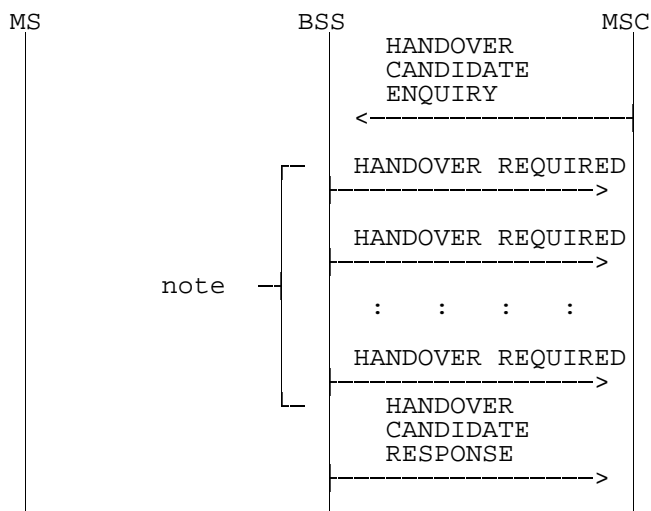 MS BSS MSC
HANDOVER
CANDIDATE
ENQUIRY
HANDOVER REQUIRED
HANDOVER REQUIRED
note
: : : :
HANDOVER REQUIRED
HANDOVER
CANDIDATE
RESPONSE